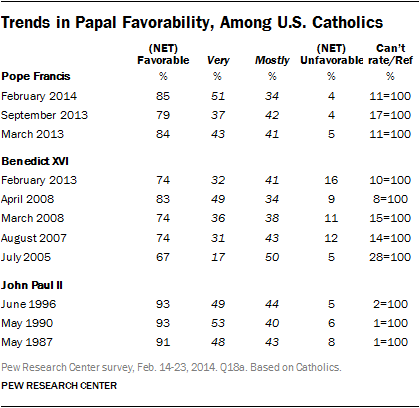 Trends in Papal Favorability, Among U.S. Catholics
(NET) Favorable Very Mostly (NET) Unfavorable Can't rate/Ref
Pope Francis % % % % %
February 2014 85 51 34 4 11=100
September 2013 79 37 42 4 17=100
March 2013 84 43 41 5 11=100
Benedict XVI
February 2013 74 32 41 16 10=100
April 2008 83 49 34 9 8=100
March 2008 74 36 38 11 15=100
August 2007 74 31 43 12 14=100
July 2005 67 17 50 5 28=100
John Paul II
June 1996 93 49 44 5 2=100
May 1990 93 53 40 6 1=100
May 1987 91 48 43 8 1=100
Pew Research Center survey, Feb. 14-23, 2014. Q18a. Based on Catholics.
PEW RESEARCH CENTER